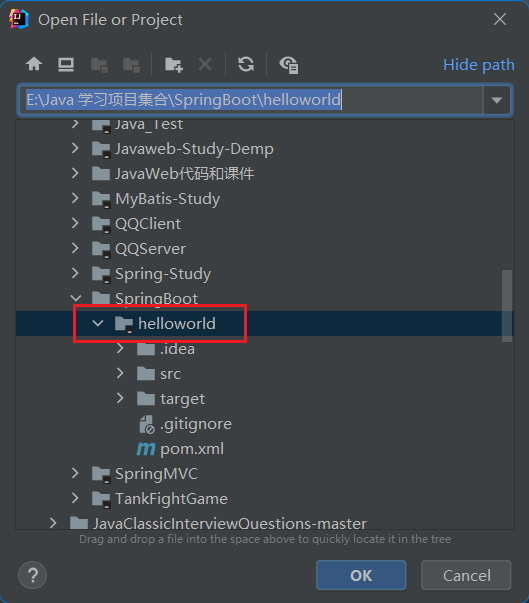 Open File or Project
Hide path
E:\Java 学习项目集合\SpringBoot\helloworld
Java_Test
Javaweb-Study-Demp
JavaWeb代码和课件
MyBatis-Study
QQClient
QQServer
Spring-Study
SpringBoot
helloworld
.idea
src
target
.gitignore
m pom.xml
SpringMVC
TankFightGame
JavaClassicInterviewQuestions-master
Drag and drop a file into the space above to quickly locate it in the tree
?
OK
Cancel